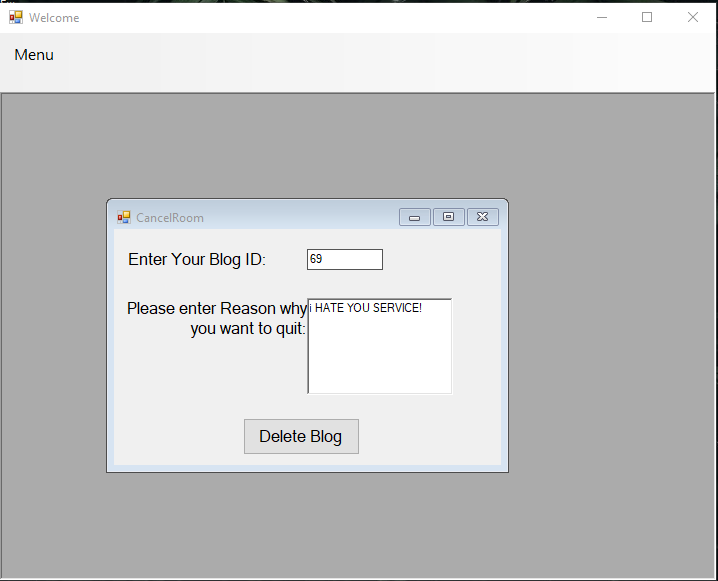 Welcome
Menu
CancelRoom
Enter Your Blog ID:
69
Please enter Reason why
you want to quit:
i HATE YOU SERVICE!
Delete Blog